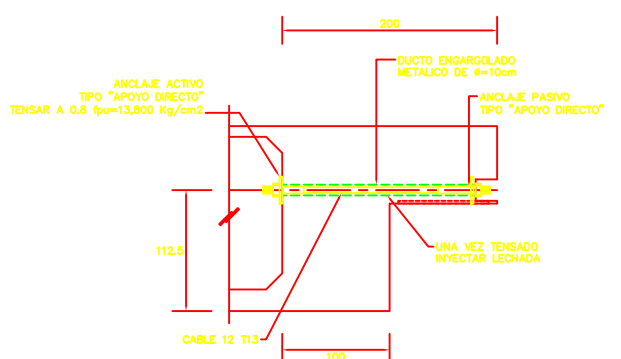 200
DUCTO ENGARGOLADO
METALICO DE ø=10cm
ANCLAJE ACTIVO
TIPO "APOYO DIRECTO"
TENSAR A 0.8 fpu=13,800 Kg/cm2
ANCLAJE PASIVO
TIPO "APOYO DIRECTO"
112.5
UNA VEZ TENSADO
INYECTAR LECHADA
CABLE 12 T13
100